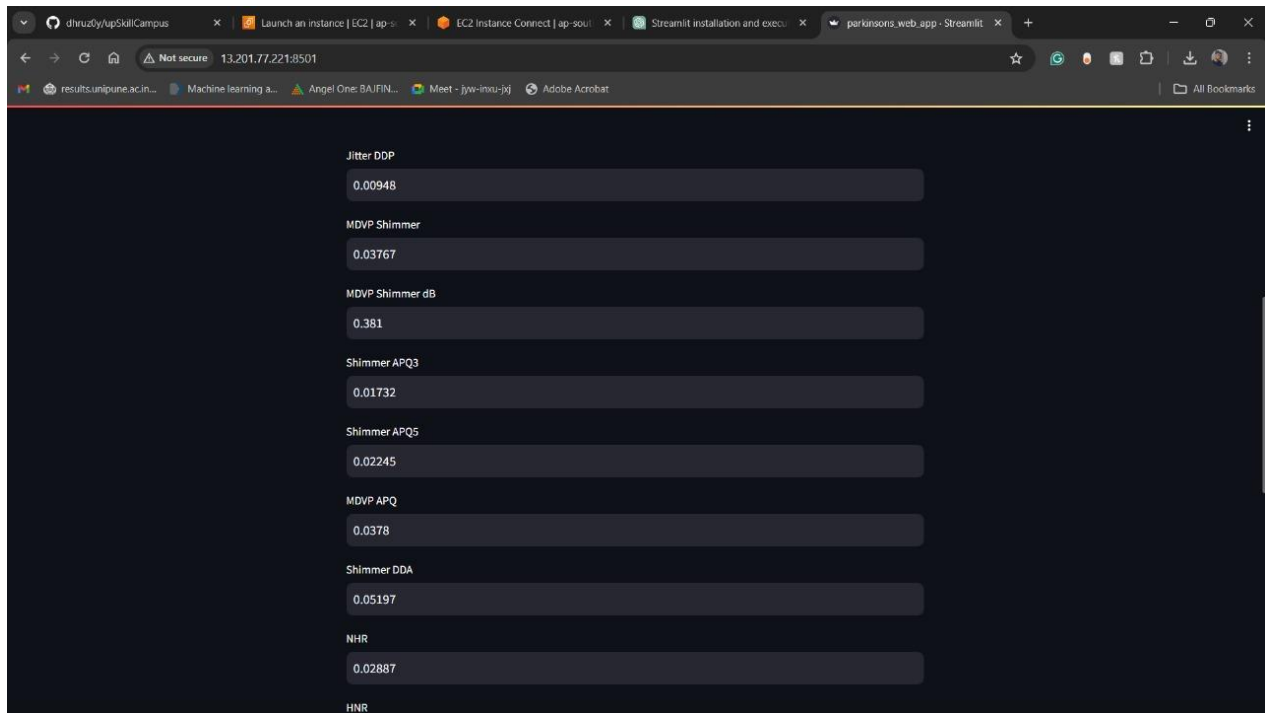 dhruz0y/upSkillCampus
Launch an instance | EC2 | ap-s
EC2 Instance Connect | ap-sout
Streamlit installation and execu
parkinsons_web_app · Streamlit
Not secure 13.201.77.221:8501
results.unipune.ac.in...
Machine learning a...
Angel One: BAJFIN...
Meet - jyw-inxu-jxj
Adobe Acrobat
All Bookmarks
Jitter DDP
0.00948
MDVP Shimmer
0.03767
MDVP Shimmer dB
0.381
Shimmer APQ3
0.01732
Shimmer APQ5
0.02245
MDVP APQ
0.0378
Shimmer DDA
0.05197
NHR
0.02887
HNR